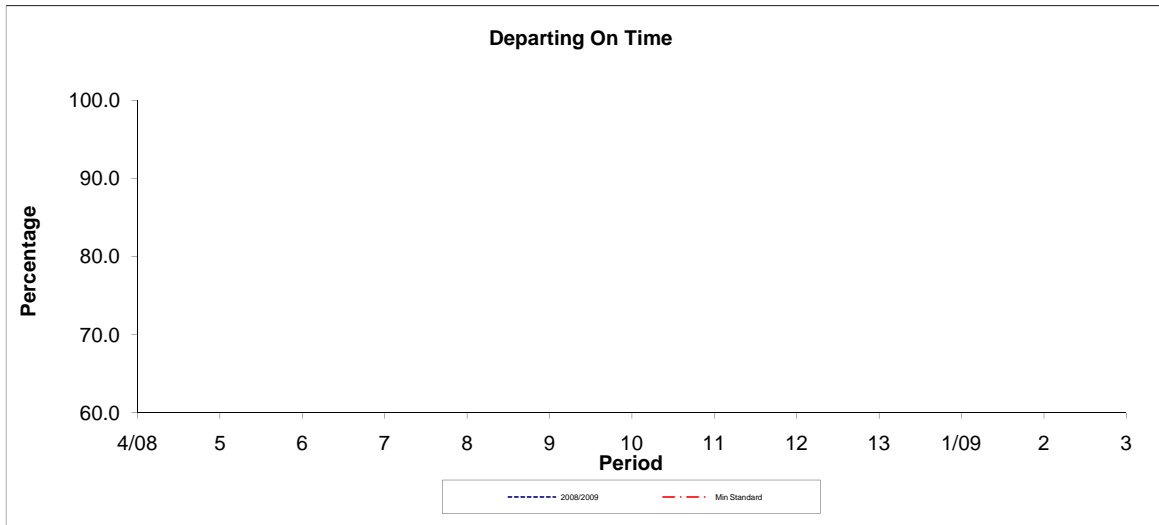 Departing On Time
100.0
90.0
80.0
70.0
60.0
Percentage
4/08 5 6 7 8 9 10 11 12 13 1/09 2 3
Period
2008/2009 Min Standard